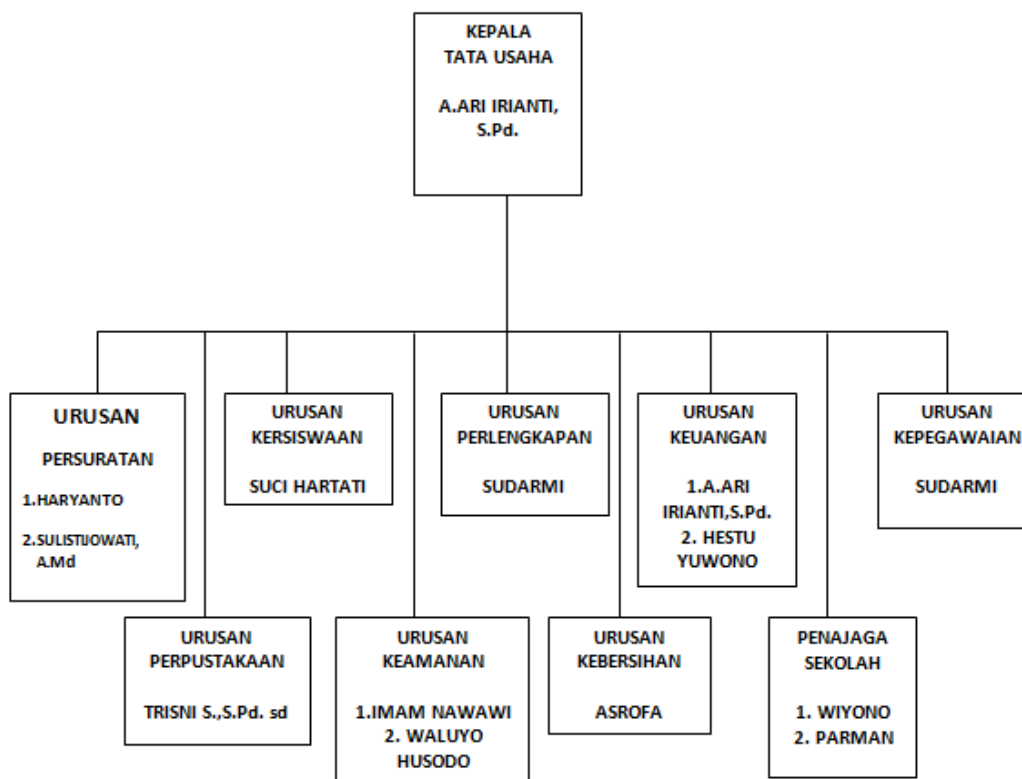 KEPALA
TATA USAHA
A.ARI IRIANTI,
S.Pd.
URUSAN
PERSURATAN
1.HARYANTO
2.SULISTIJOWATI,
A.Md
URUSAN
KERSISWAAN
SUCI HARTATI
URUSAN
PERLENGKAPAN
SUDARMI
URUSAN
KEUANGAN
1.A.ARI
IRIANTI,S.Pd.
2. HESTU
YUWONO
URUSAN
KEPEGAWAIAN
SUDARMI
URUSAN
PERPUSTAKAAN
TRISNI S.,S.Pd. sd
URUSAN
KEAMANAN
1.IMAM NAWAWI
2. WALUYO
HUSODO
URUSAN
KEBERSIHAN
ASROFA
PENAJAGA
SEKOLAH
1. WIYONO
2. PARMAN